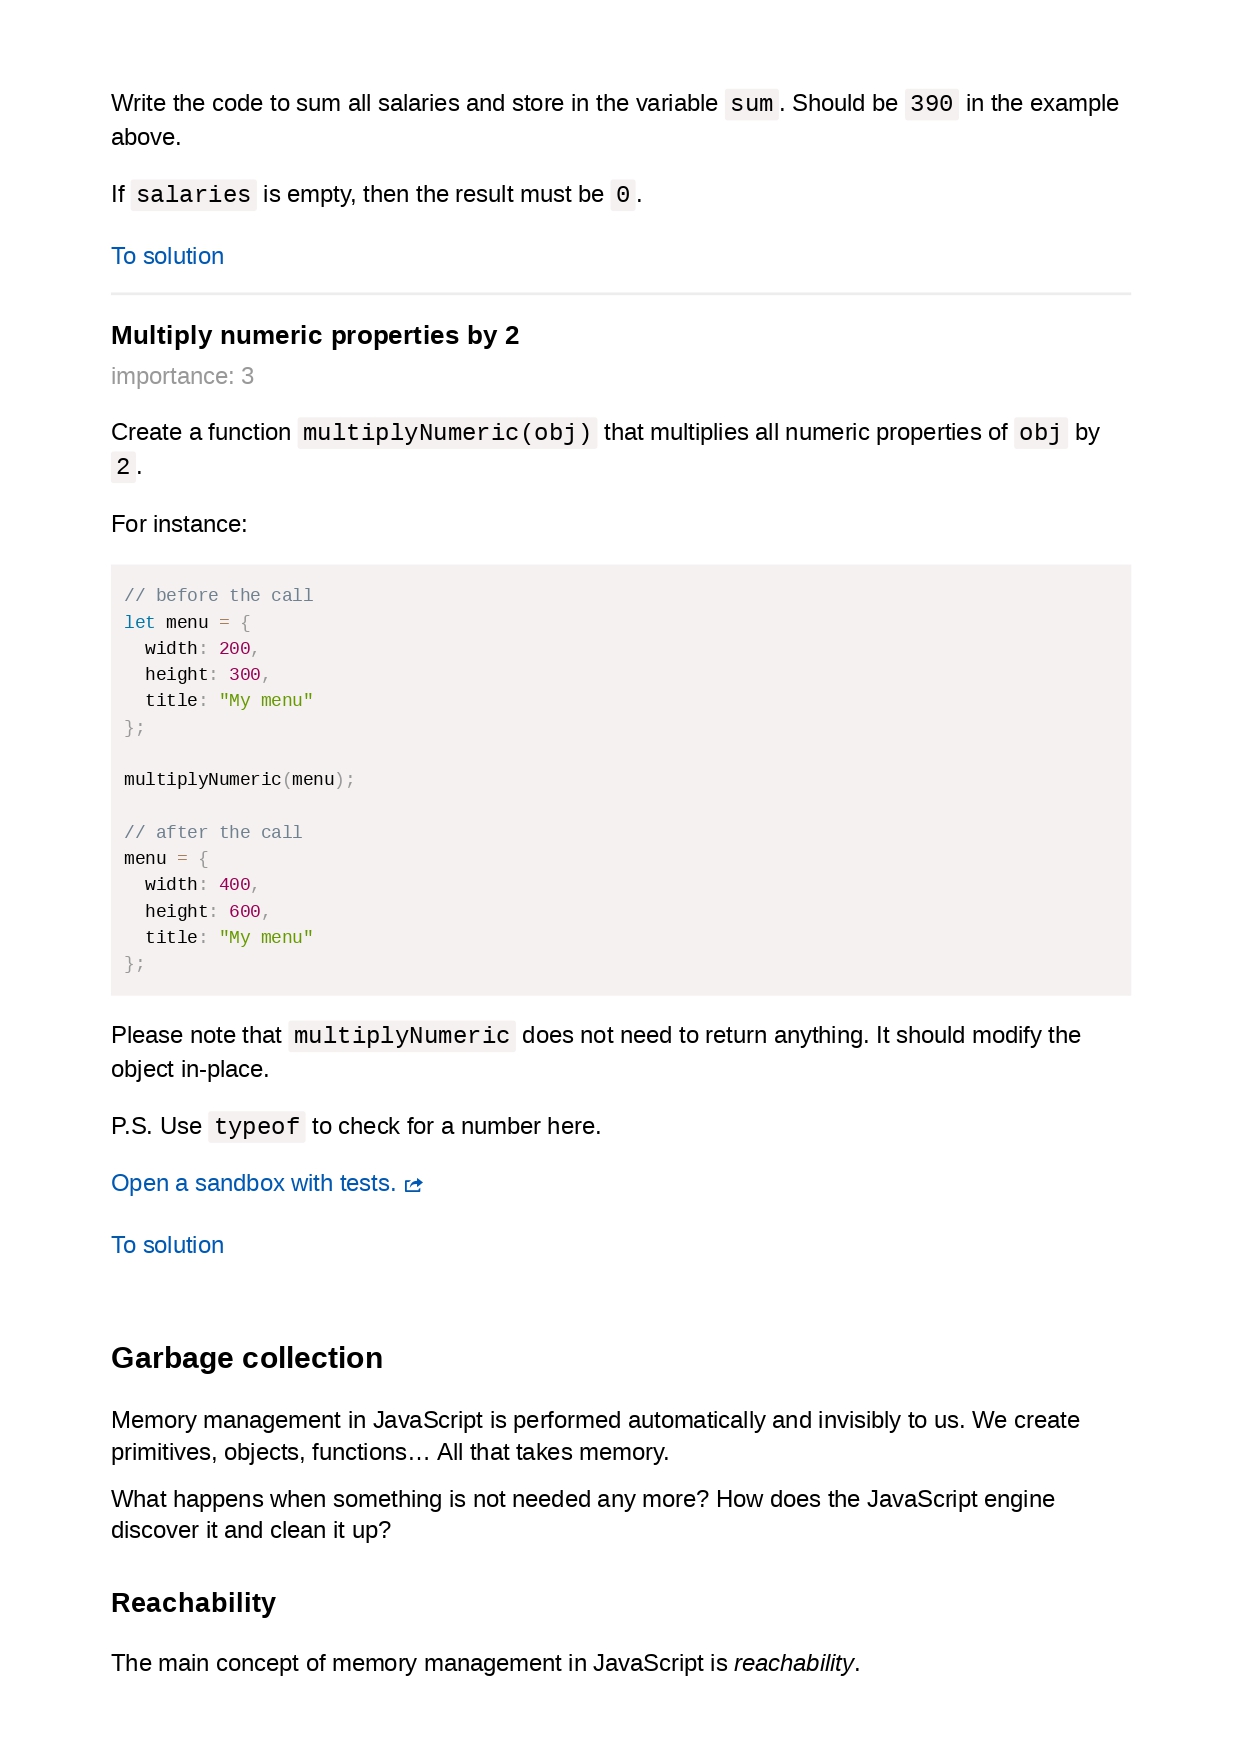 Write the code to sum all salaries and store in the variable sum. Should be 390 in the example
above.
If salaries is empty, then the result must be 0.
To solution
Multiply numeric properties by 2
importance: 3
Create a function multiplyNumeric(obj) that multiplies all numeric properties of obj by
2.
For instance:
// before the call
let menu = {
  width: 200,
  height: 300,
  title: "My menu"
};
multiplyNumeric(menu);
// after the call
menu = {
  width: 400,
  height: 600,
  title: "My menu"
};
Please note that multiplyNumeric does not need to return anything. It should modify the
object in-place.
P.S. Use typeof to check for a number here.
Open a sandbox with tests.
To solution
Garbage collection
Memory management in JavaScript is performed automatically and invisibly to us. We create
primitives, objects, functions… All that takes memory.
What happens when something is not needed any more? How does the JavaScript engine
discover it and clean it up?
Reachability
The main concept of memory management in JavaScript is reachability.